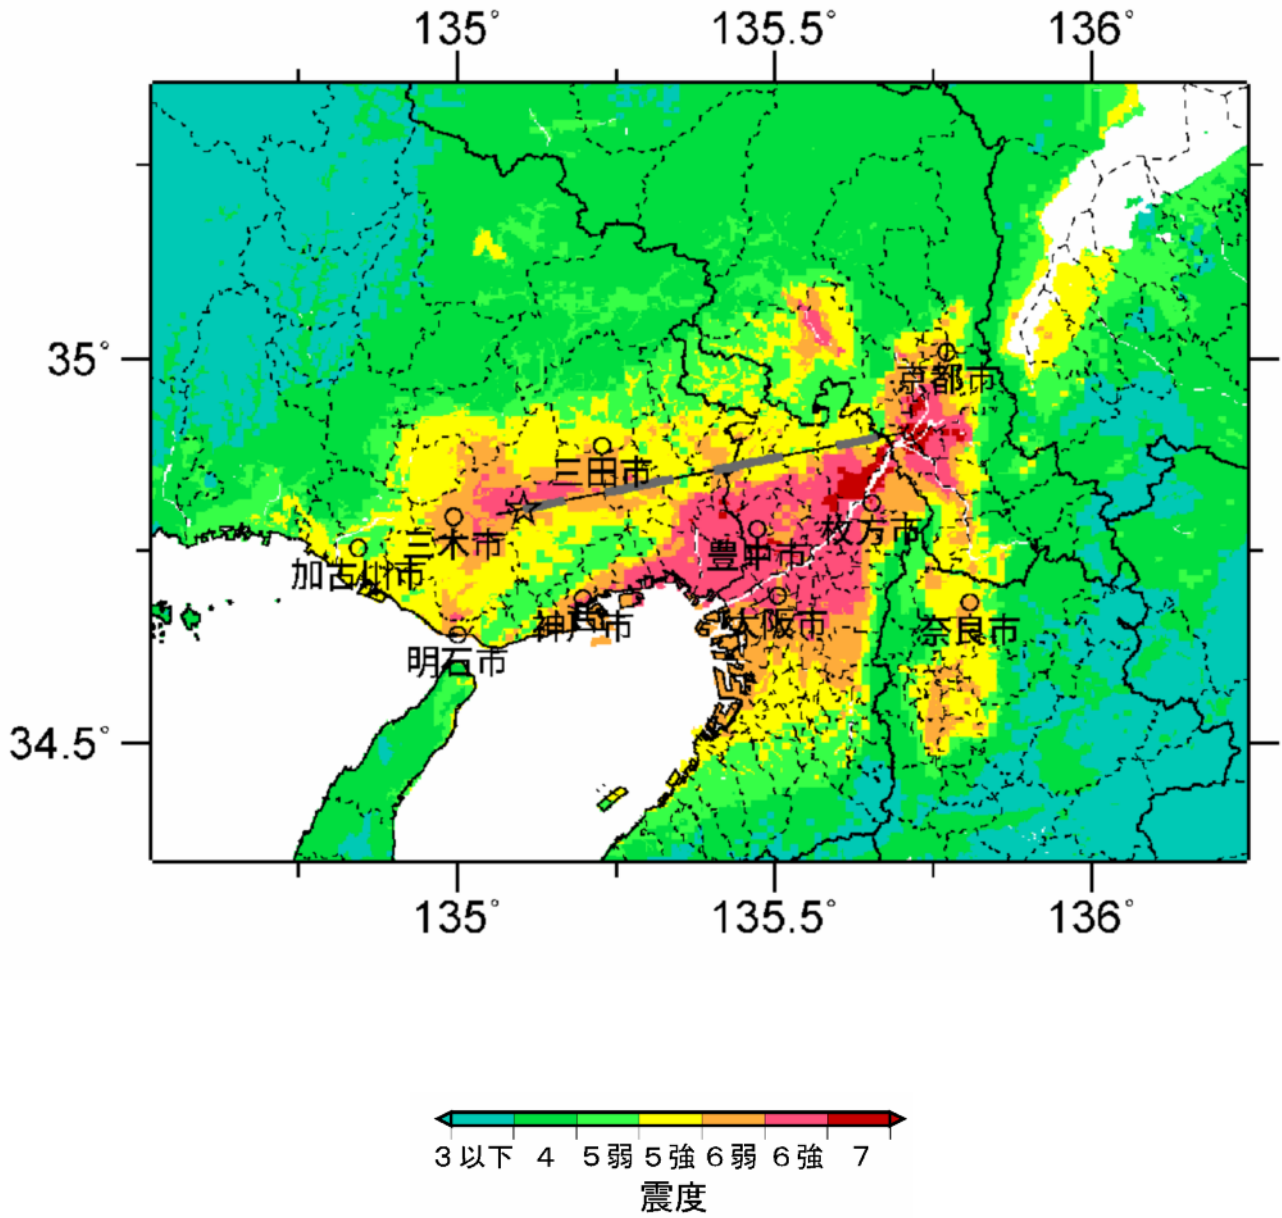 135° 135.5° 136°
35°
34.5°
京都市
三田市
枚方市
三木市
豊中市
加古川市
神戸市
大阪市
奈良市
明石市
135° 135.5° 136°
3以下 4 5弱 5強 6弱 6強 7
震度